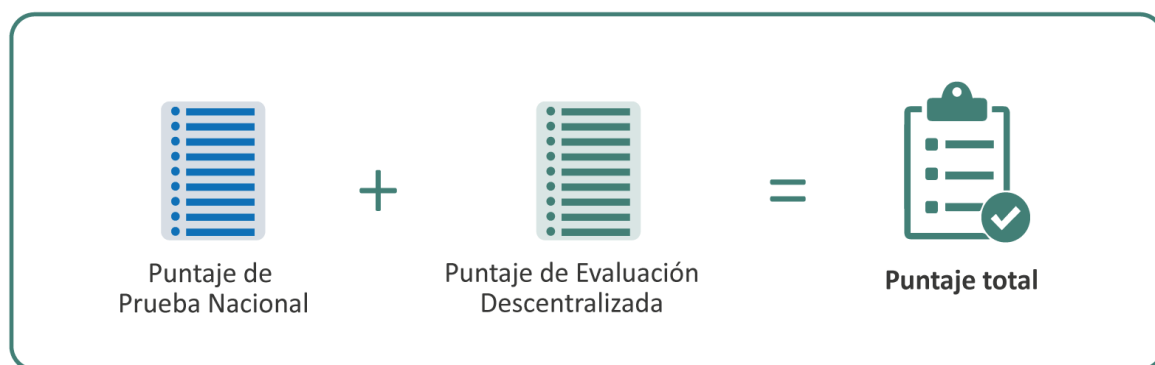 Puntaje de
Prueba Nacional
+
Puntaje de Evaluación
Descentralizada
=
Puntaje total